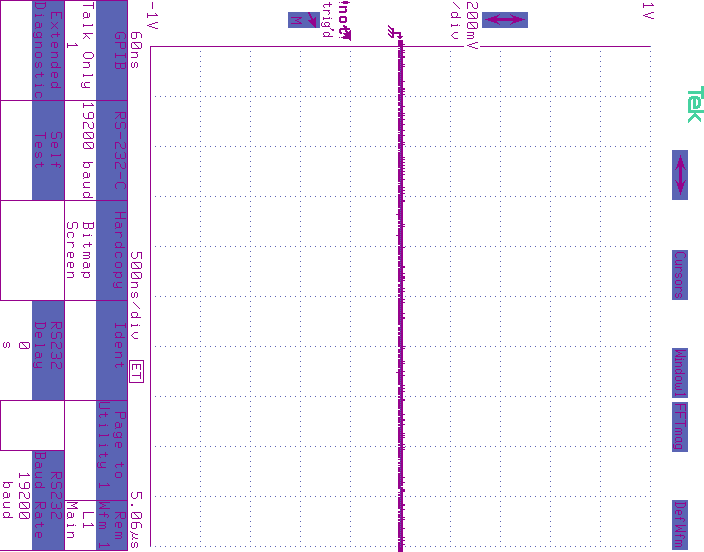 Tek
Cursors
Window1
FFTmag
DefWfm
1V
200mV
/div
trig'd
M
-1V
60ns
500ns/div
ET
5.06µs
GPIB
Talk Only
1
RS-232-C
19200 baud
Hardcopy
Bitmap
Screen
Ident
Page to
Utility 1
Rem
Wfm 1
L1
Main
Extended
Diagnostic
Self
Test
RS232
Delay
0
s
RS232
Baud Rate
19200
baud